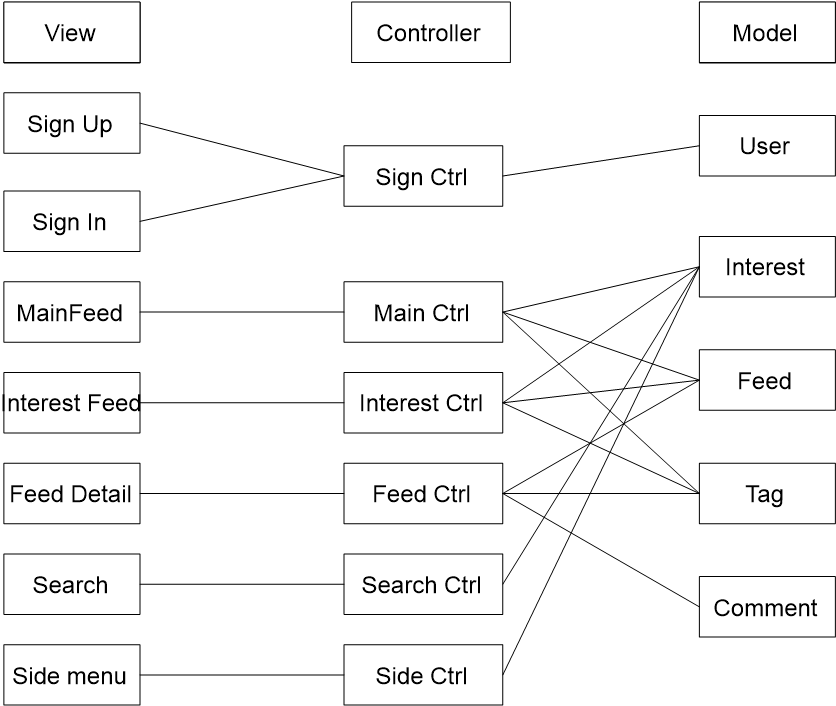 View
Controller
Model
Sign Up
Sign In
MainFeed
Interest Feed
Feed Detail
Search
Side menu
Sign Ctrl
Main Ctrl
Interest Ctrl
Feed Ctrl
Search Ctrl
Side Ctrl
User
Interest
Feed
Tag
Comment